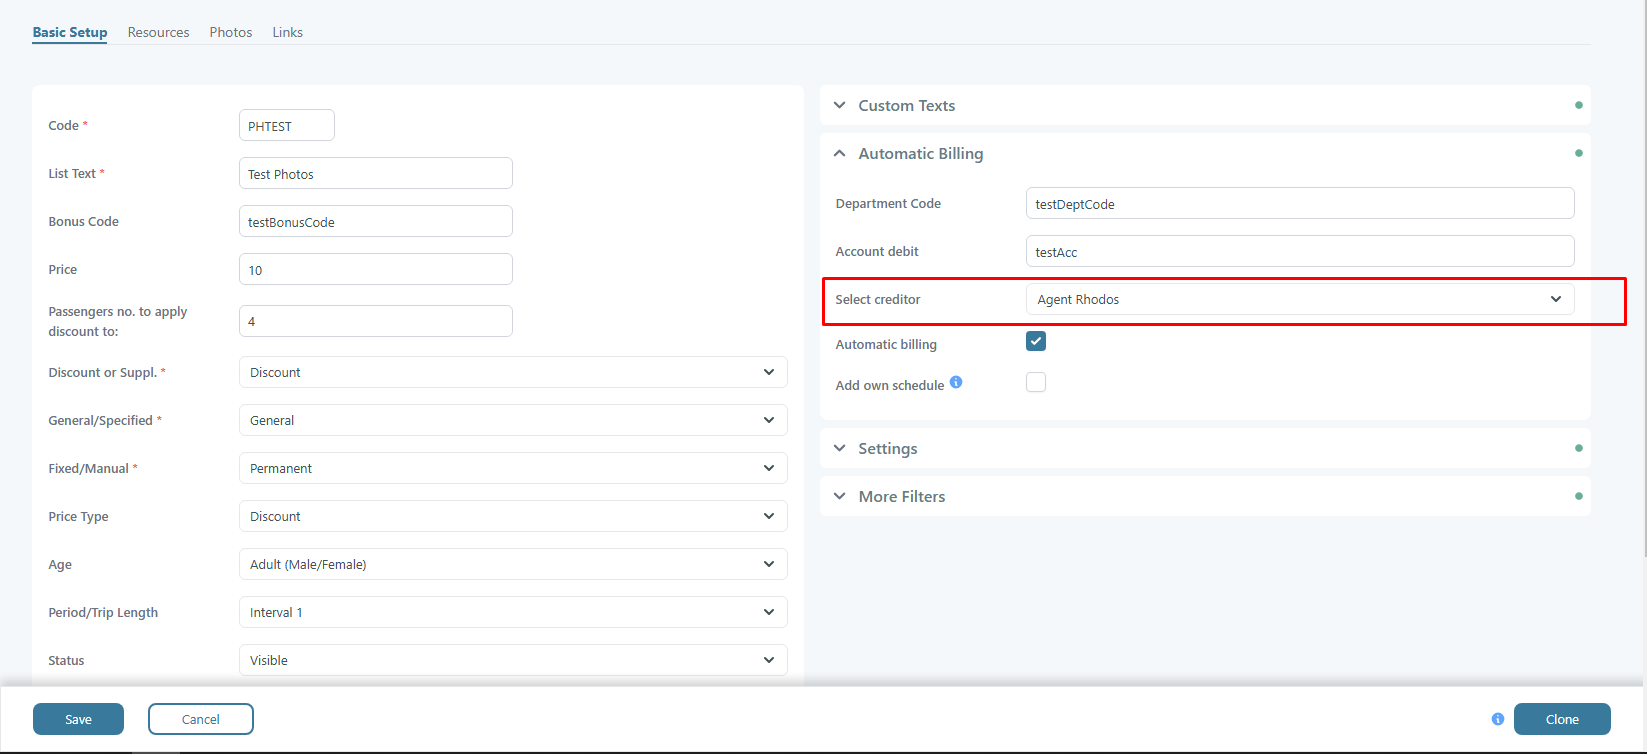 Basic Setup Resources Photos Links
Code *
PHTEST
List Text *
Test Photos
Bonus Code
testBonusCode
Price
10
Passengers no. to apply
discount to:
4
Discount or Suppl. *
Discount
General/Specified *
General
Fixed/Manual *
Permanent
Price Type
Discount
Age
Adult (Male/Female)
Period/Trip Length
Interval 1
Status
Visible
Custom Texts
Automatic Billing
Department Code
testDeptCode
Account debit
testAcc
Select creditor
Agent Rhodos
Automatic billing
Add own schedule
Settings
More Filters
Save
Cancel
Clone